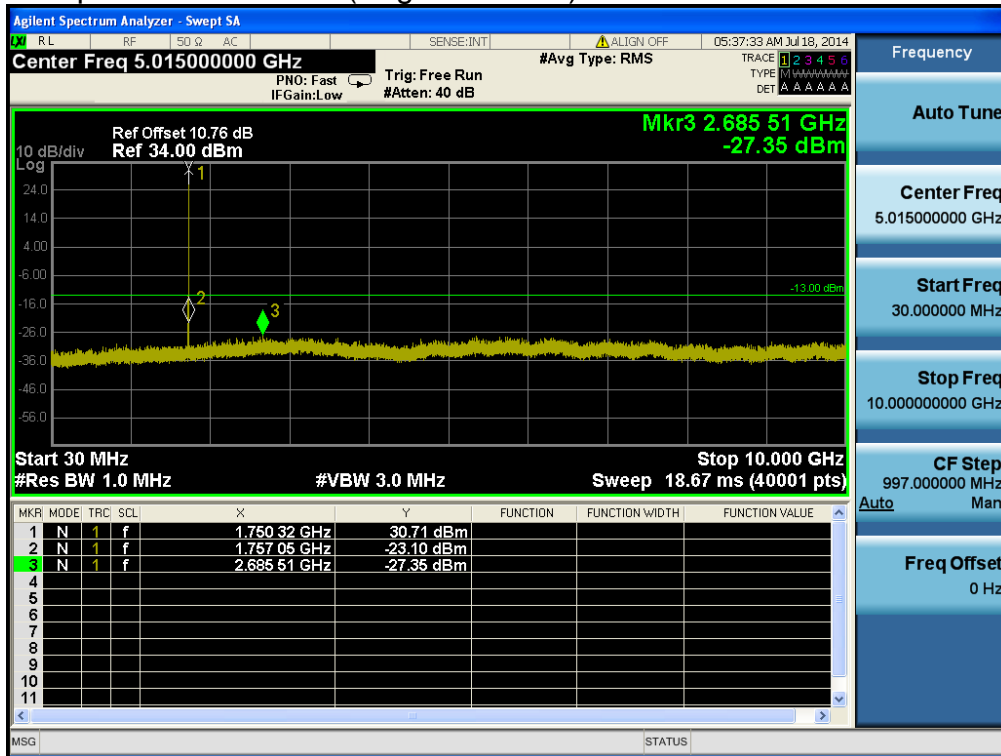 Agilent Spectrum Analyzer - Swept SA
LXI RL RF 50 Ω AC SENSE:INT ALIGN OFF 05:37:33 AM Jul 18, 2014
Center Freq 5.015000000 GHz
PNO: Fast
IFGain:Low
Trig: Free Run
#Atten: 40 dB
#Avg Type: RMS
TRACE 1 2 3 4 5 6
TYPE M WWWWW
DET A A A A A A
Mkr3 2.685 51 GHz
-27.35 dBm
Ref Offset 10.76 dB
10 dB/div Ref 34.00 dBm
Log
24.0
14.0
4.00
-6.00
-16.0
-26.0
-36.0
-46.0
-56.0
1
2
3
-13.00 dBm
Start 30 MHz Stop 10.000 GHz
#Res BW 1.0 MHz #VBW 3.0 MHz Sweep 18.67 ms (40001 pts)
MKR MODE TRC SCL X Y FUNCTION FUNCTION WIDTH FUNCTION VALUE
1 N 1 f 1.750 32 GHz 30.71 dBm
2 N 1 f 1.757 05 GHz -23.10 dBm
3 N 1 f 2.685 51 GHz -27.35 dBm
4
5
6
7
8
9
10
11
MSG STATUS
Frequency
Auto Tune
Center Freq
5.015000000 GHz
Start Freq
30.000000 MHz
Stop Freq
10.000000000 GHz
CF Step
997.000000 MHz
Auto Man
Freq Offset
0 Hz